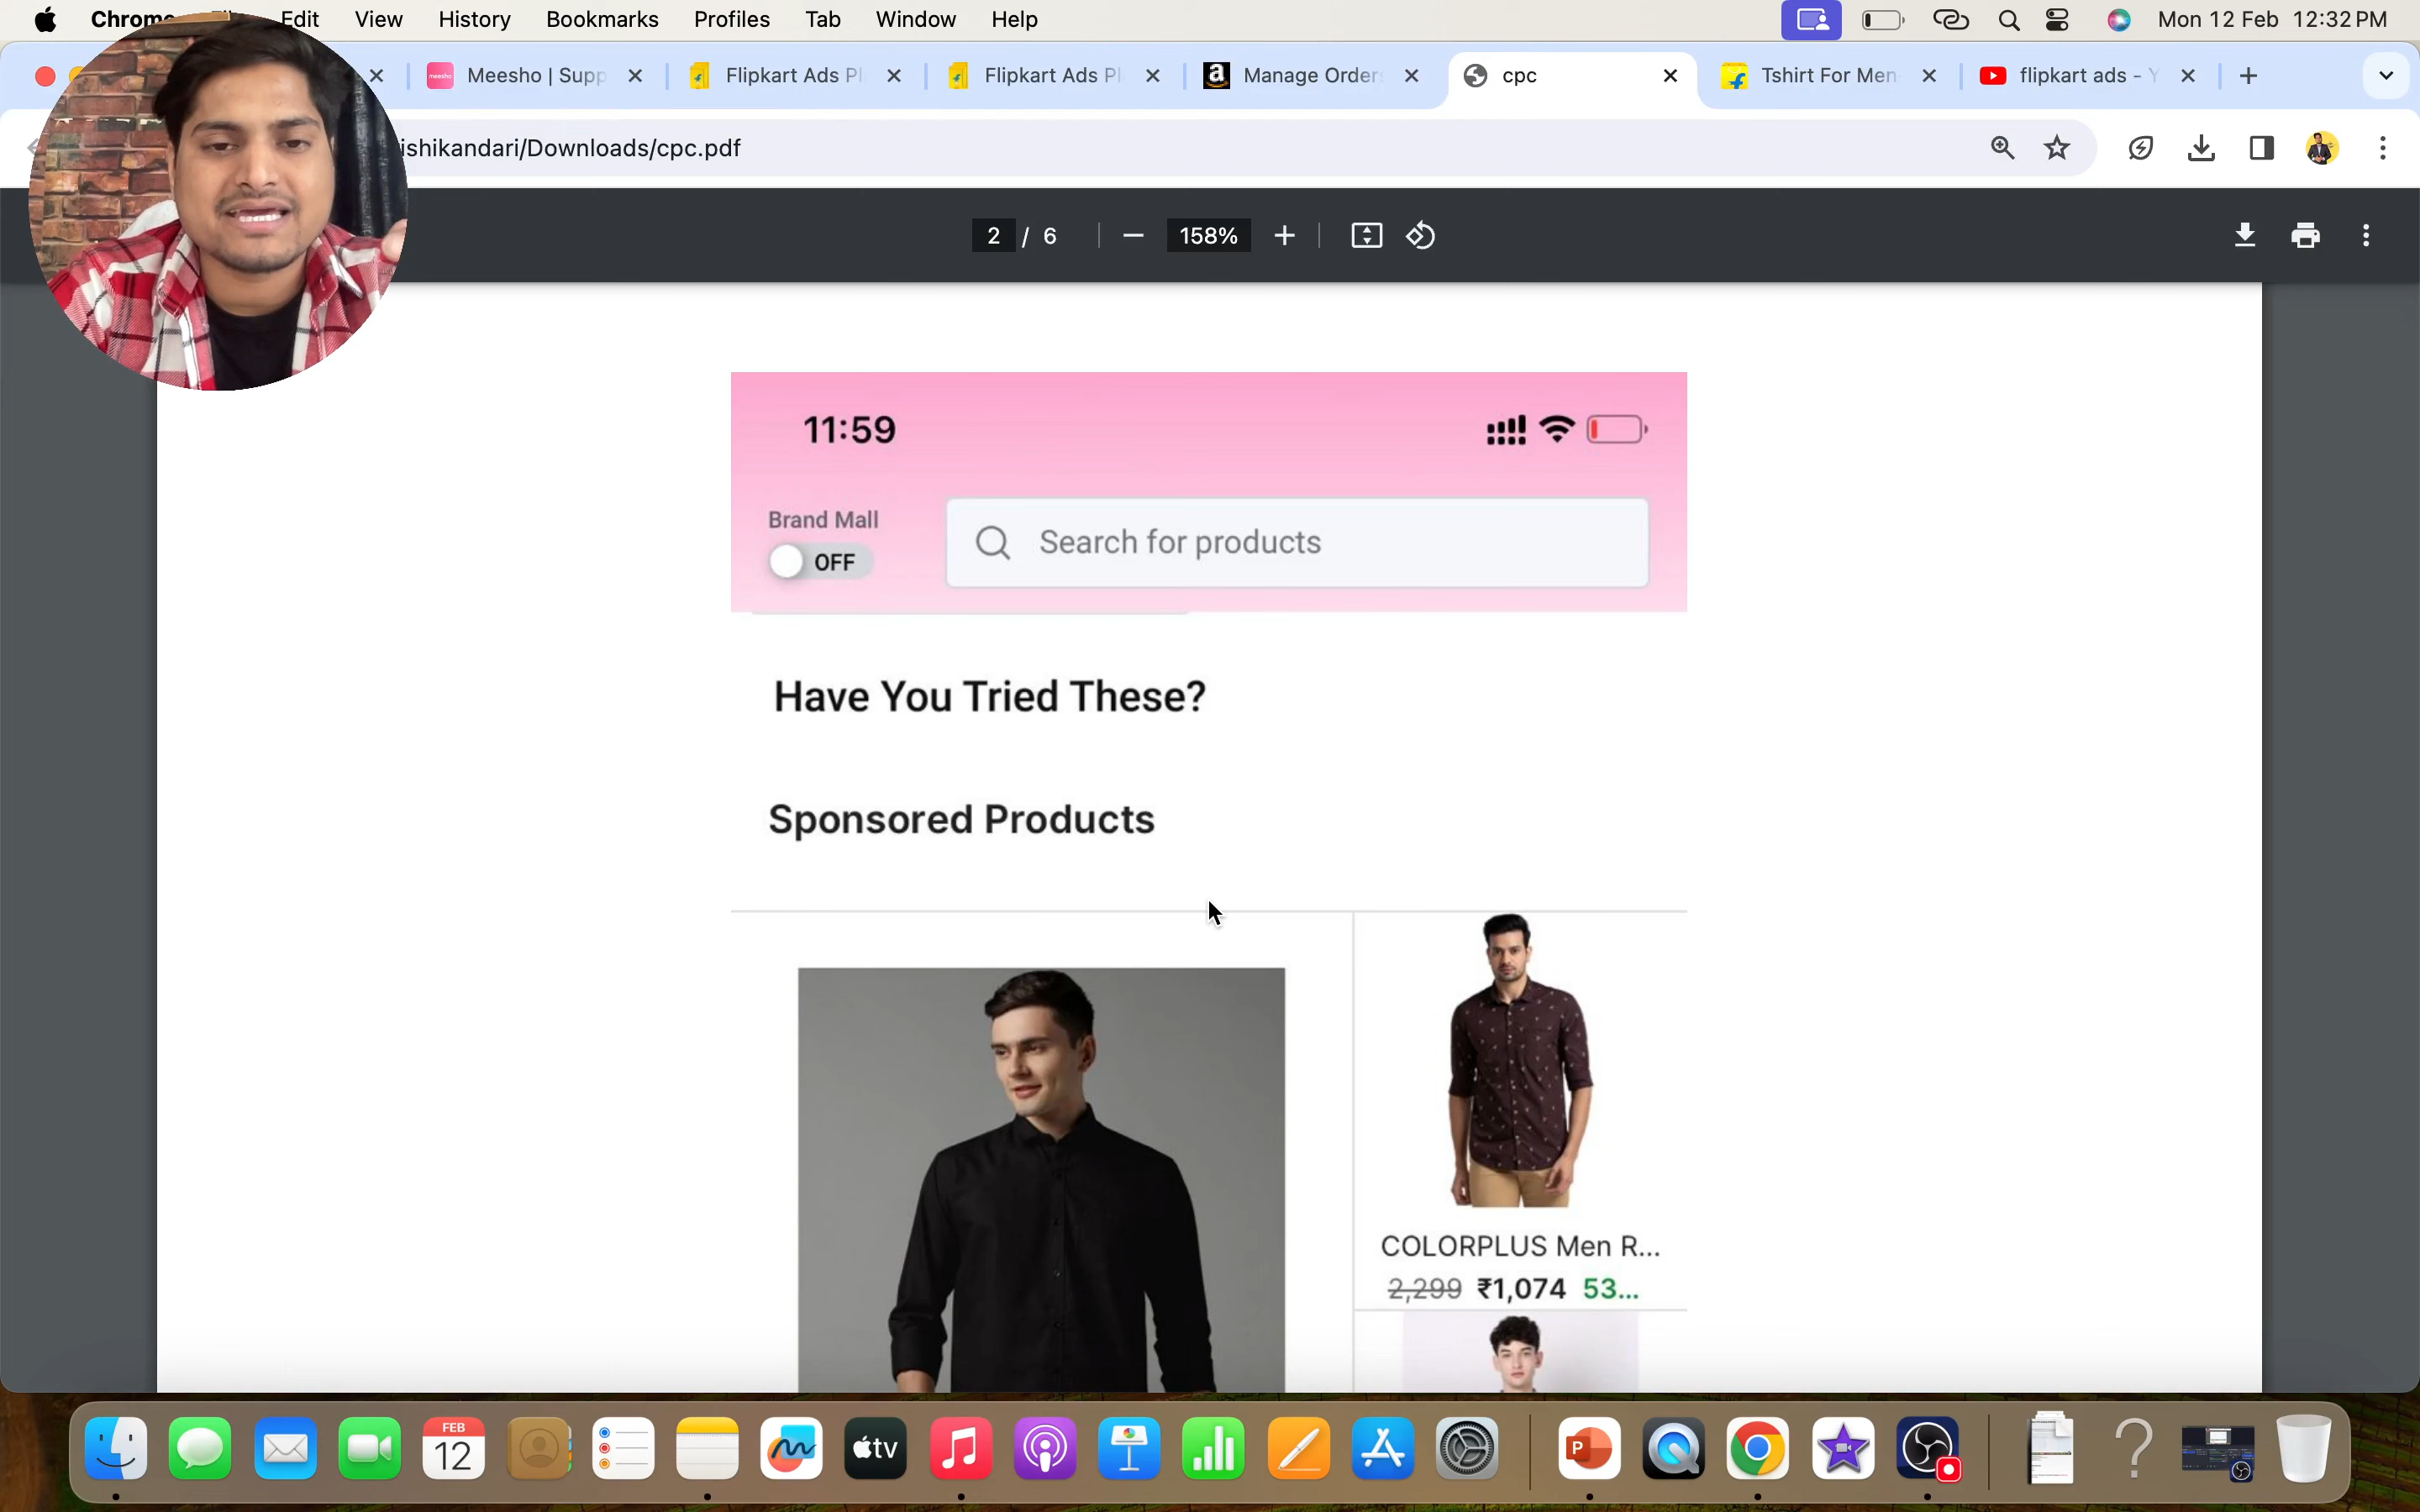 Chrome Edit View History Bookmarks Profiles Tab Window Help Mon 12 Feb 12:32 PM
Meesho | Supp Flipkart Ads Pl Flipkart Ads Pl Manage Order cpc Tshirt For Men flipkart ads - Y
ishikandari/Downloads/cpc.pdf
2 / 6 158%
11:59
Brand Mall
OFF
Search for products
Have You Tried These?
Sponsored Products
COLORPLUS Men R...
2,299 ₹1,074 53...
FEB
12
tv
P